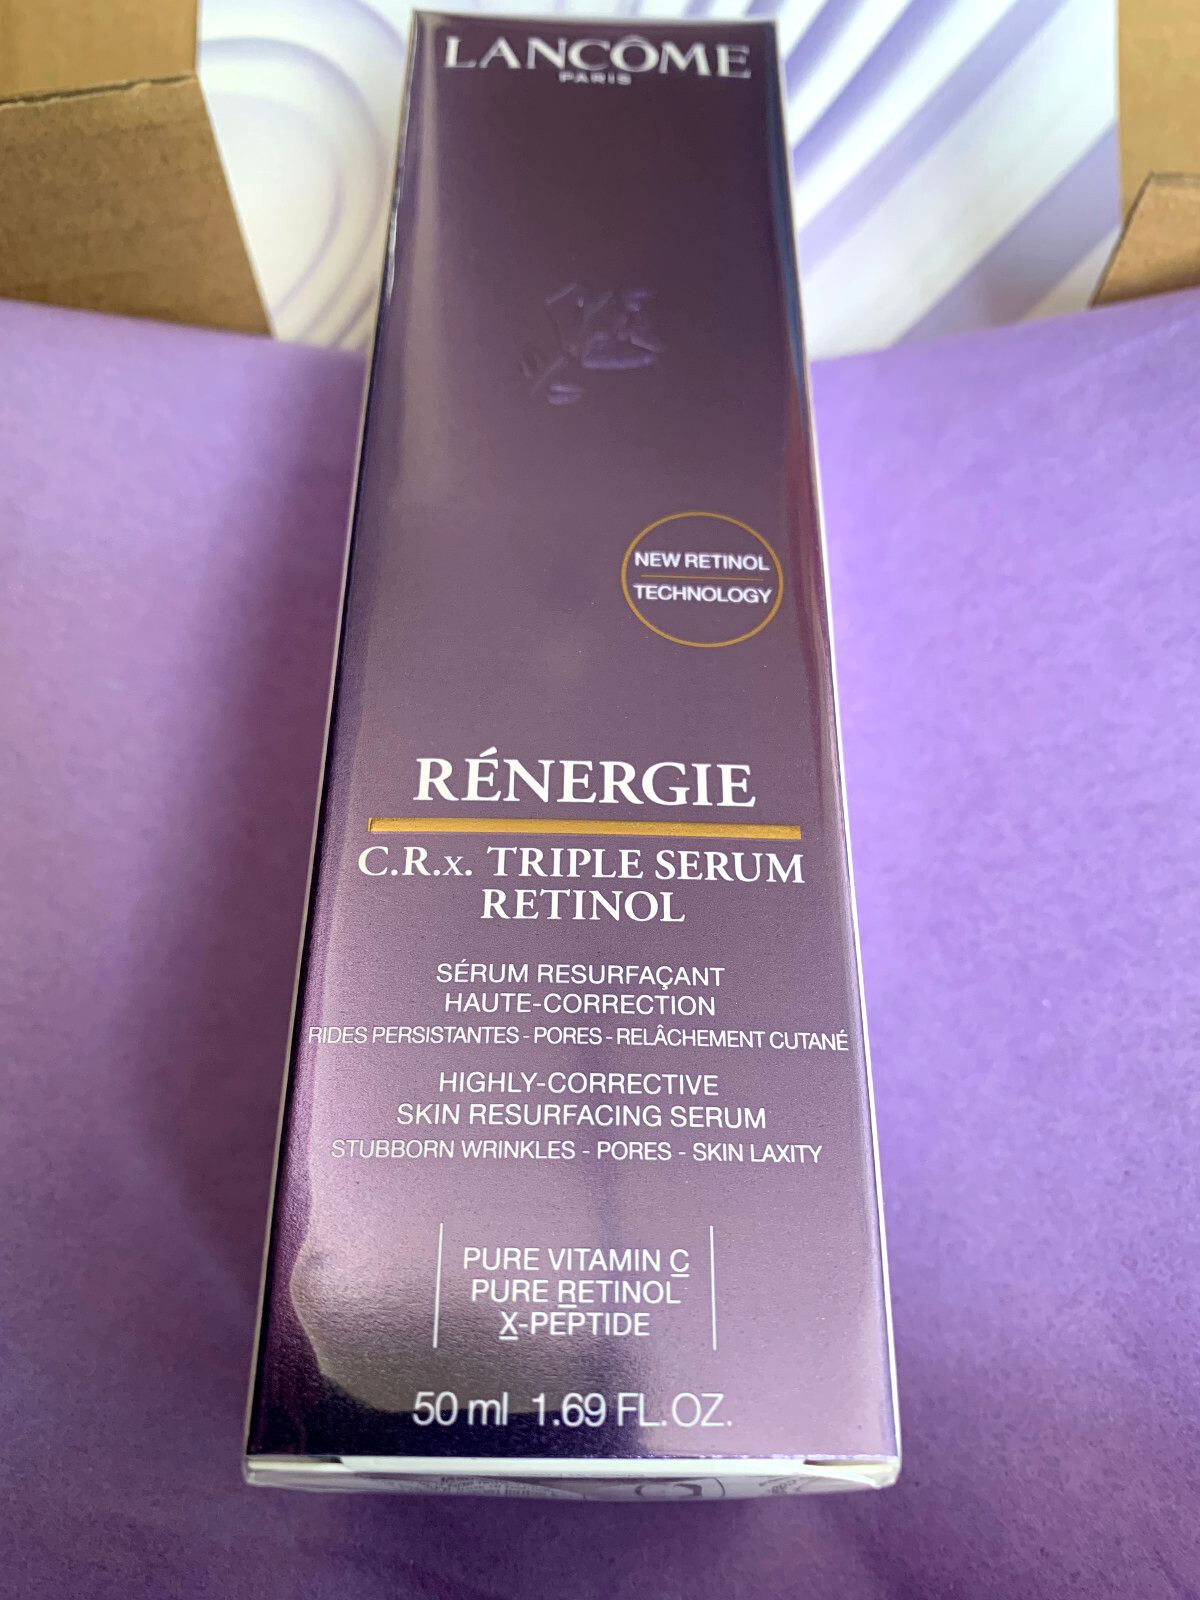 LANCÔME
PARIS
NEW RETINOL
TECHNOLOGY
RÉNERGIE
C.R.x. TRIPLE SERUM
RETINOL
SÉRUM RESURFAÇANT
HAUTE-CORRECTION
RIDES PERSISTANTES - PORES - RELÂCHEMENT CUTANÉ
HIGHLY-CORRECTIVE
SKIN RESURFACING SERUM
STUBBORN WRINKLES - PORES - SKIN LAXITY
PURE VITAMIN C
PURE RETINOL
X-PEPTIDE
50 ml 1.69 FL. OZ.